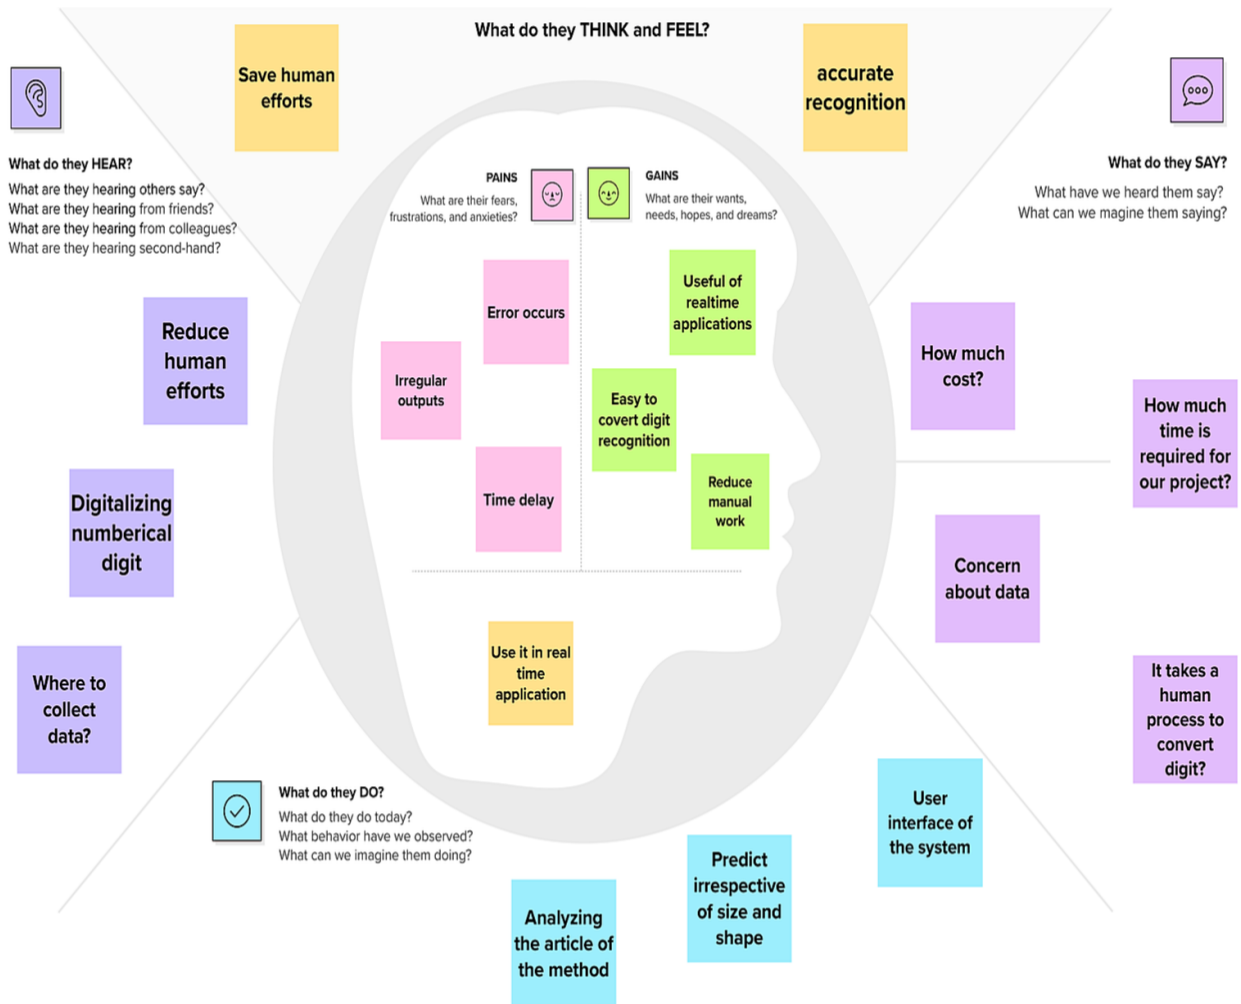 What do they THINK and FEEL?
Save human
efforts
accurate
recognition
What do they HEAR?
What are they hearing others say?
What are they hearing from friends?
What are they hearing from colleagues?
What are they hearing second-hand?
Reduce
human
efforts
Digitalizing
numberical
digit
Where to
collect
data?
PAINS
What are their fears,
frustrations, and anxieties?
Error occurs
Irregular
outputs
Time delay
GAINS
What are their wants,
needs, hopes, and dreams?
Useful of
realtime
applications
Easy to
covert digit
recognition
Reduce
manual
work
Use it in real
time
application
What do they SAY?
What have we heard them say?
What can we magine them saying?
How much
cost?
How much
time is
required for
our project?
Concern
about data
It takes a
human
process to
convert
digit?
What do they DO?
What do they do today?
What behavior have we observed?
What can we imagine them doing?
Analyzing
the article of
the method
Predict
irrespective
of size and
shape
User
interface of
the system